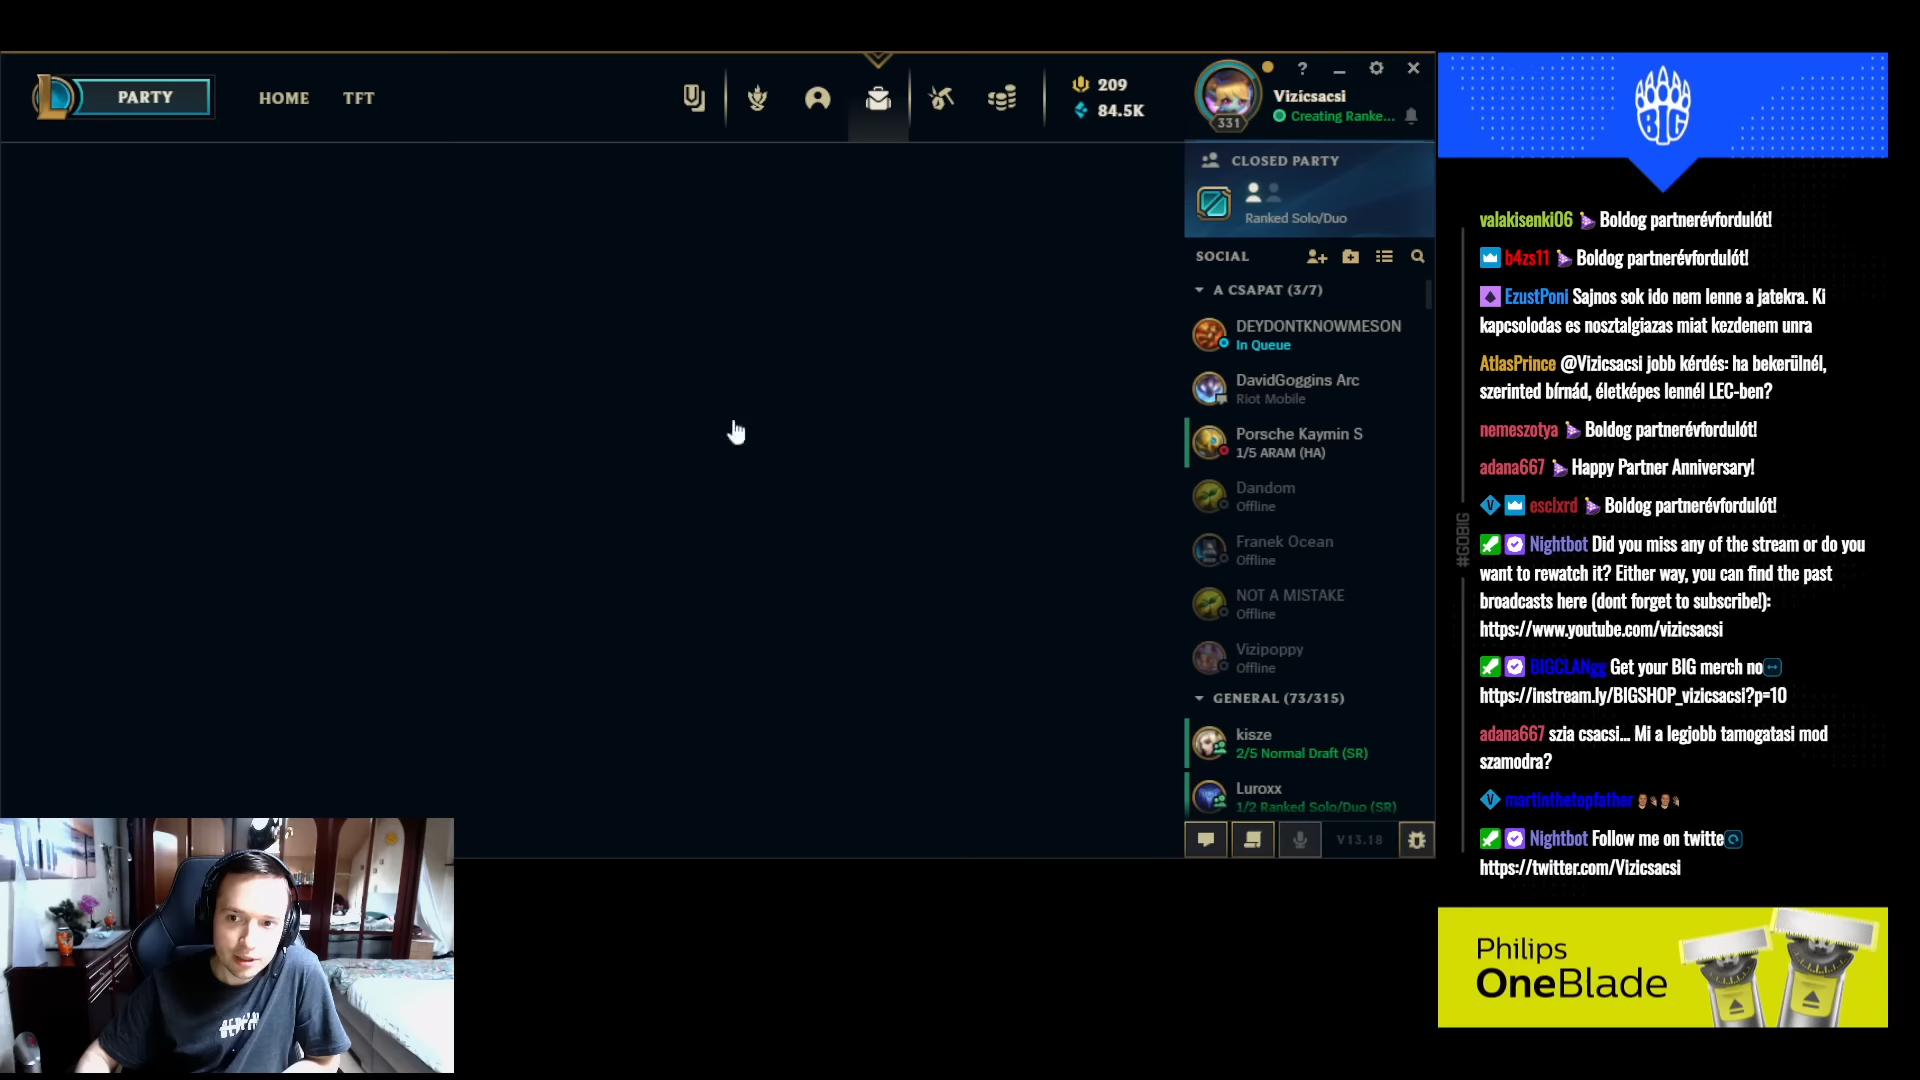 PARTY
HOME
TFT
209
84.5K
331
?
Vizicsacsi
Creating Ranke...
CLOSED PARTY
Ranked Solo/Duo
SOCIAL
A CSAPAT (3/7)
DEYDONTKNOWMESON
In Queue
DavidGoggins Arc
Riot Mobile
Porsche Kaymin S
1/5 ARAM (HA)
Dandom
Offline
Franek Ocean
Offline
NOT A MISTAKE
Offline
Vizipoppy
Offline
GENERAL (73/315)
kisze
2/5 Normal Draft (SR)
Luroxx
1/2 Ranked Solo/Duo (SR)
V13.18
BIG
#GOBIG
valakisenki06 Boldog partnerévfordulót!
b4zs11 Boldog partnerévfordulót!
EzustPoni Sajnos sok ido nem lenne a jatekra. Ki
kapcsolodas es nosztalgiazas miat kezdenem unra
AtlasPrince @Vizicsacsi jobb kérdés: ha bekerülnél,
szerinted bírnád, életképes lennél LEC-ben?
nemeszotya Boldog partnerévfordulót!
adana667 Happy Partner Anniversary!
esclxrd Boldog partnerévfordulót!
Nightbot Did you miss any of the stream or do you
want to rewatch it? Either way, you can find the past
broadcasts here (dont forget to subscribe!):
https://www.youtube.com/vizicsacsi
BIGCLANgg Get your BIG merch no
https://instream.ly/BIGSHOP_vizicsacsi?p=10
adana667 szia csacsi... Mi a legjobb tamogatasi mod
szamodra?
martinthetopfather
Nightbot Follow me on twitte
https://twitter.com/Vizicsacsi
Philips
OneBlade